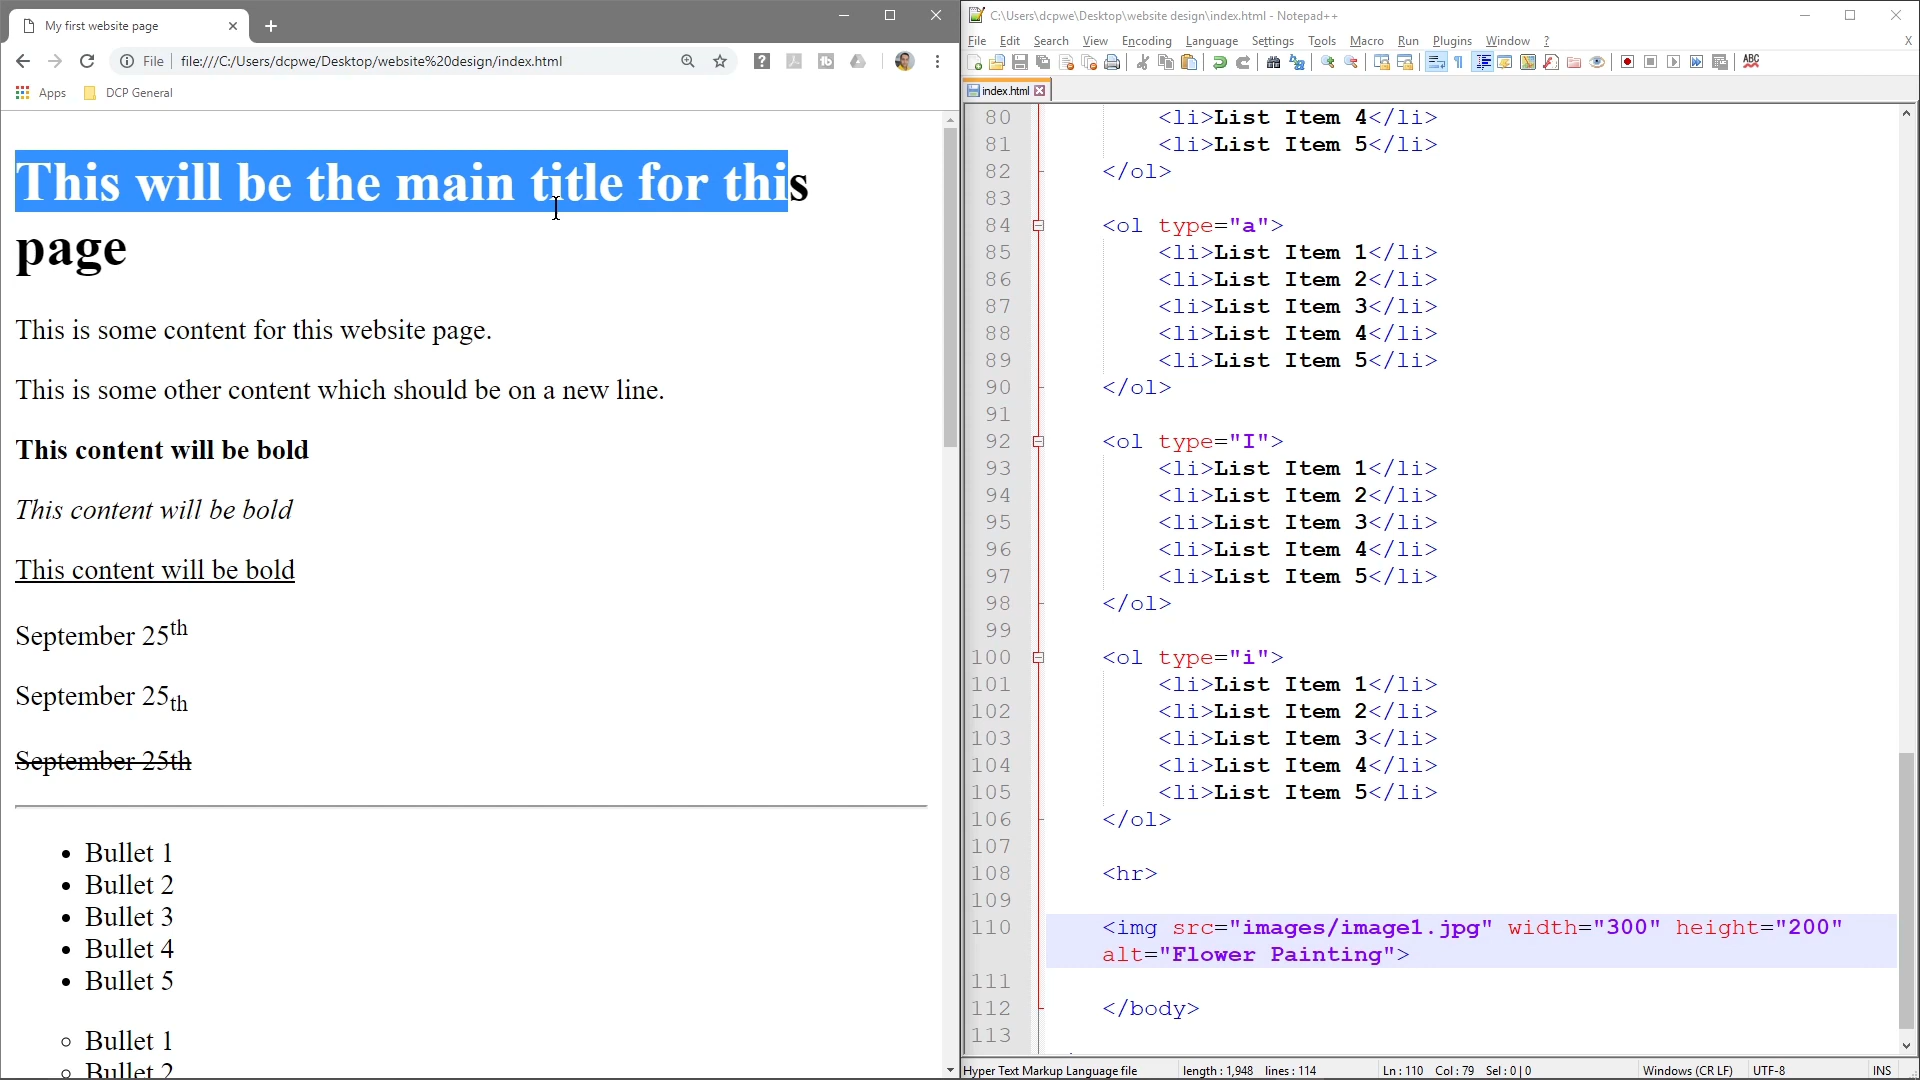 My first website page
File file:///C:/Users/dcpwe/Desktop/website%20design/index.html
Apps DCP General
This will be the main title for this
page
This is some content for this website page.
This is some other content which should be on a new line.
This content will be bold
This content will be bold
This content will be bold
September 25th
September 25th
September 25th
Bullet 1
Bullet 2
Bullet 3
Bullet 4
Bullet 5
Bullet 1
Bullet 2
C:\Users\dcpwe\Desktop\website design\index.html - Notepad++
File Edit Search View Encoding Language Settings Tools Macro Run Plugins Window ? X
ABC
index.html
80 <li>List Item 4</li>
81 <li>List Item 5</li>
82 </ol>
83
84 <ol type="a">
85 <li>List Item 1</li>
86 <li>List Item 2</li>
87 <li>List Item 3</li>
88 <li>List Item 4</li>
89 <li>List Item 5</li>
90 </ol>
91
92 <ol type="I">
93 <li>List Item 1</li>
94 <li>List Item 2</li>
95 <li>List Item 3</li>
96 <li>List Item 4</li>
97 <li>List Item 5</li>
98 </ol>
99
100 <ol type="i">
101 <li>List Item 1</li>
102 <li>List Item 2</li>
103 <li>List Item 3</li>
104 <li>List Item 4</li>
105 <li>List Item 5</li>
106 </ol>
107
108 <hr>
109
110 <img src="images/image1.jpg" width="300" height="200"
alt="Flower Painting">
111
112 </body>
113
Hyper Text Markup Language file length : 1,948 lines : 114 Ln : 110 Col : 79 Sel : 0 | 0 Windows (CR LF) UTF-8 INS